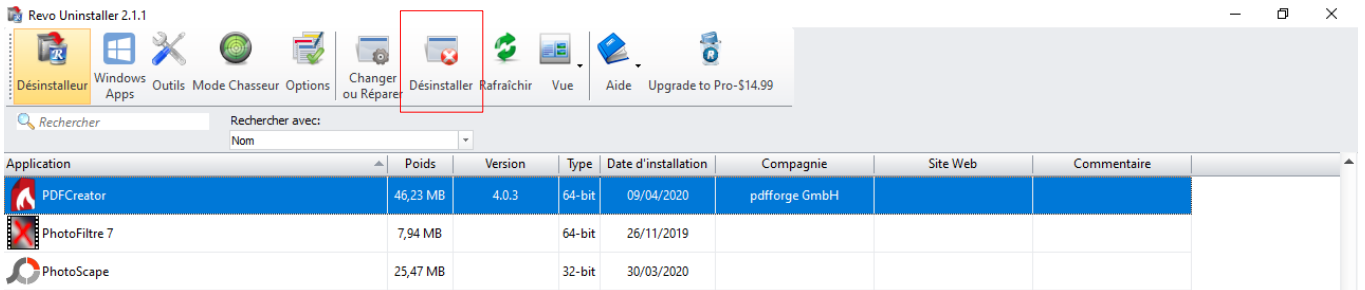 Revo Uninstaller 2.1.1
Désinstalleur
Windows
Apps
Outils
Mode Chasseur
Options
Changer
ou Réparer
Désinstaller
Rafraîchir
Vue
Aide
Upgrade to Pro-$14.99
Rechercher
Rechercher avec:
Nom
Application Poids Version Type Date d'installation Compagnie Site Web Commentaire
PDFCreator 46,23 MB 4.0.3 64-bit 09/04/2020 pdfforge GmbH
PhotoFiltre 7 7,94 MB 64-bit 26/11/2019
PhotoScape 25,47 MB 32-bit 30/03/2020